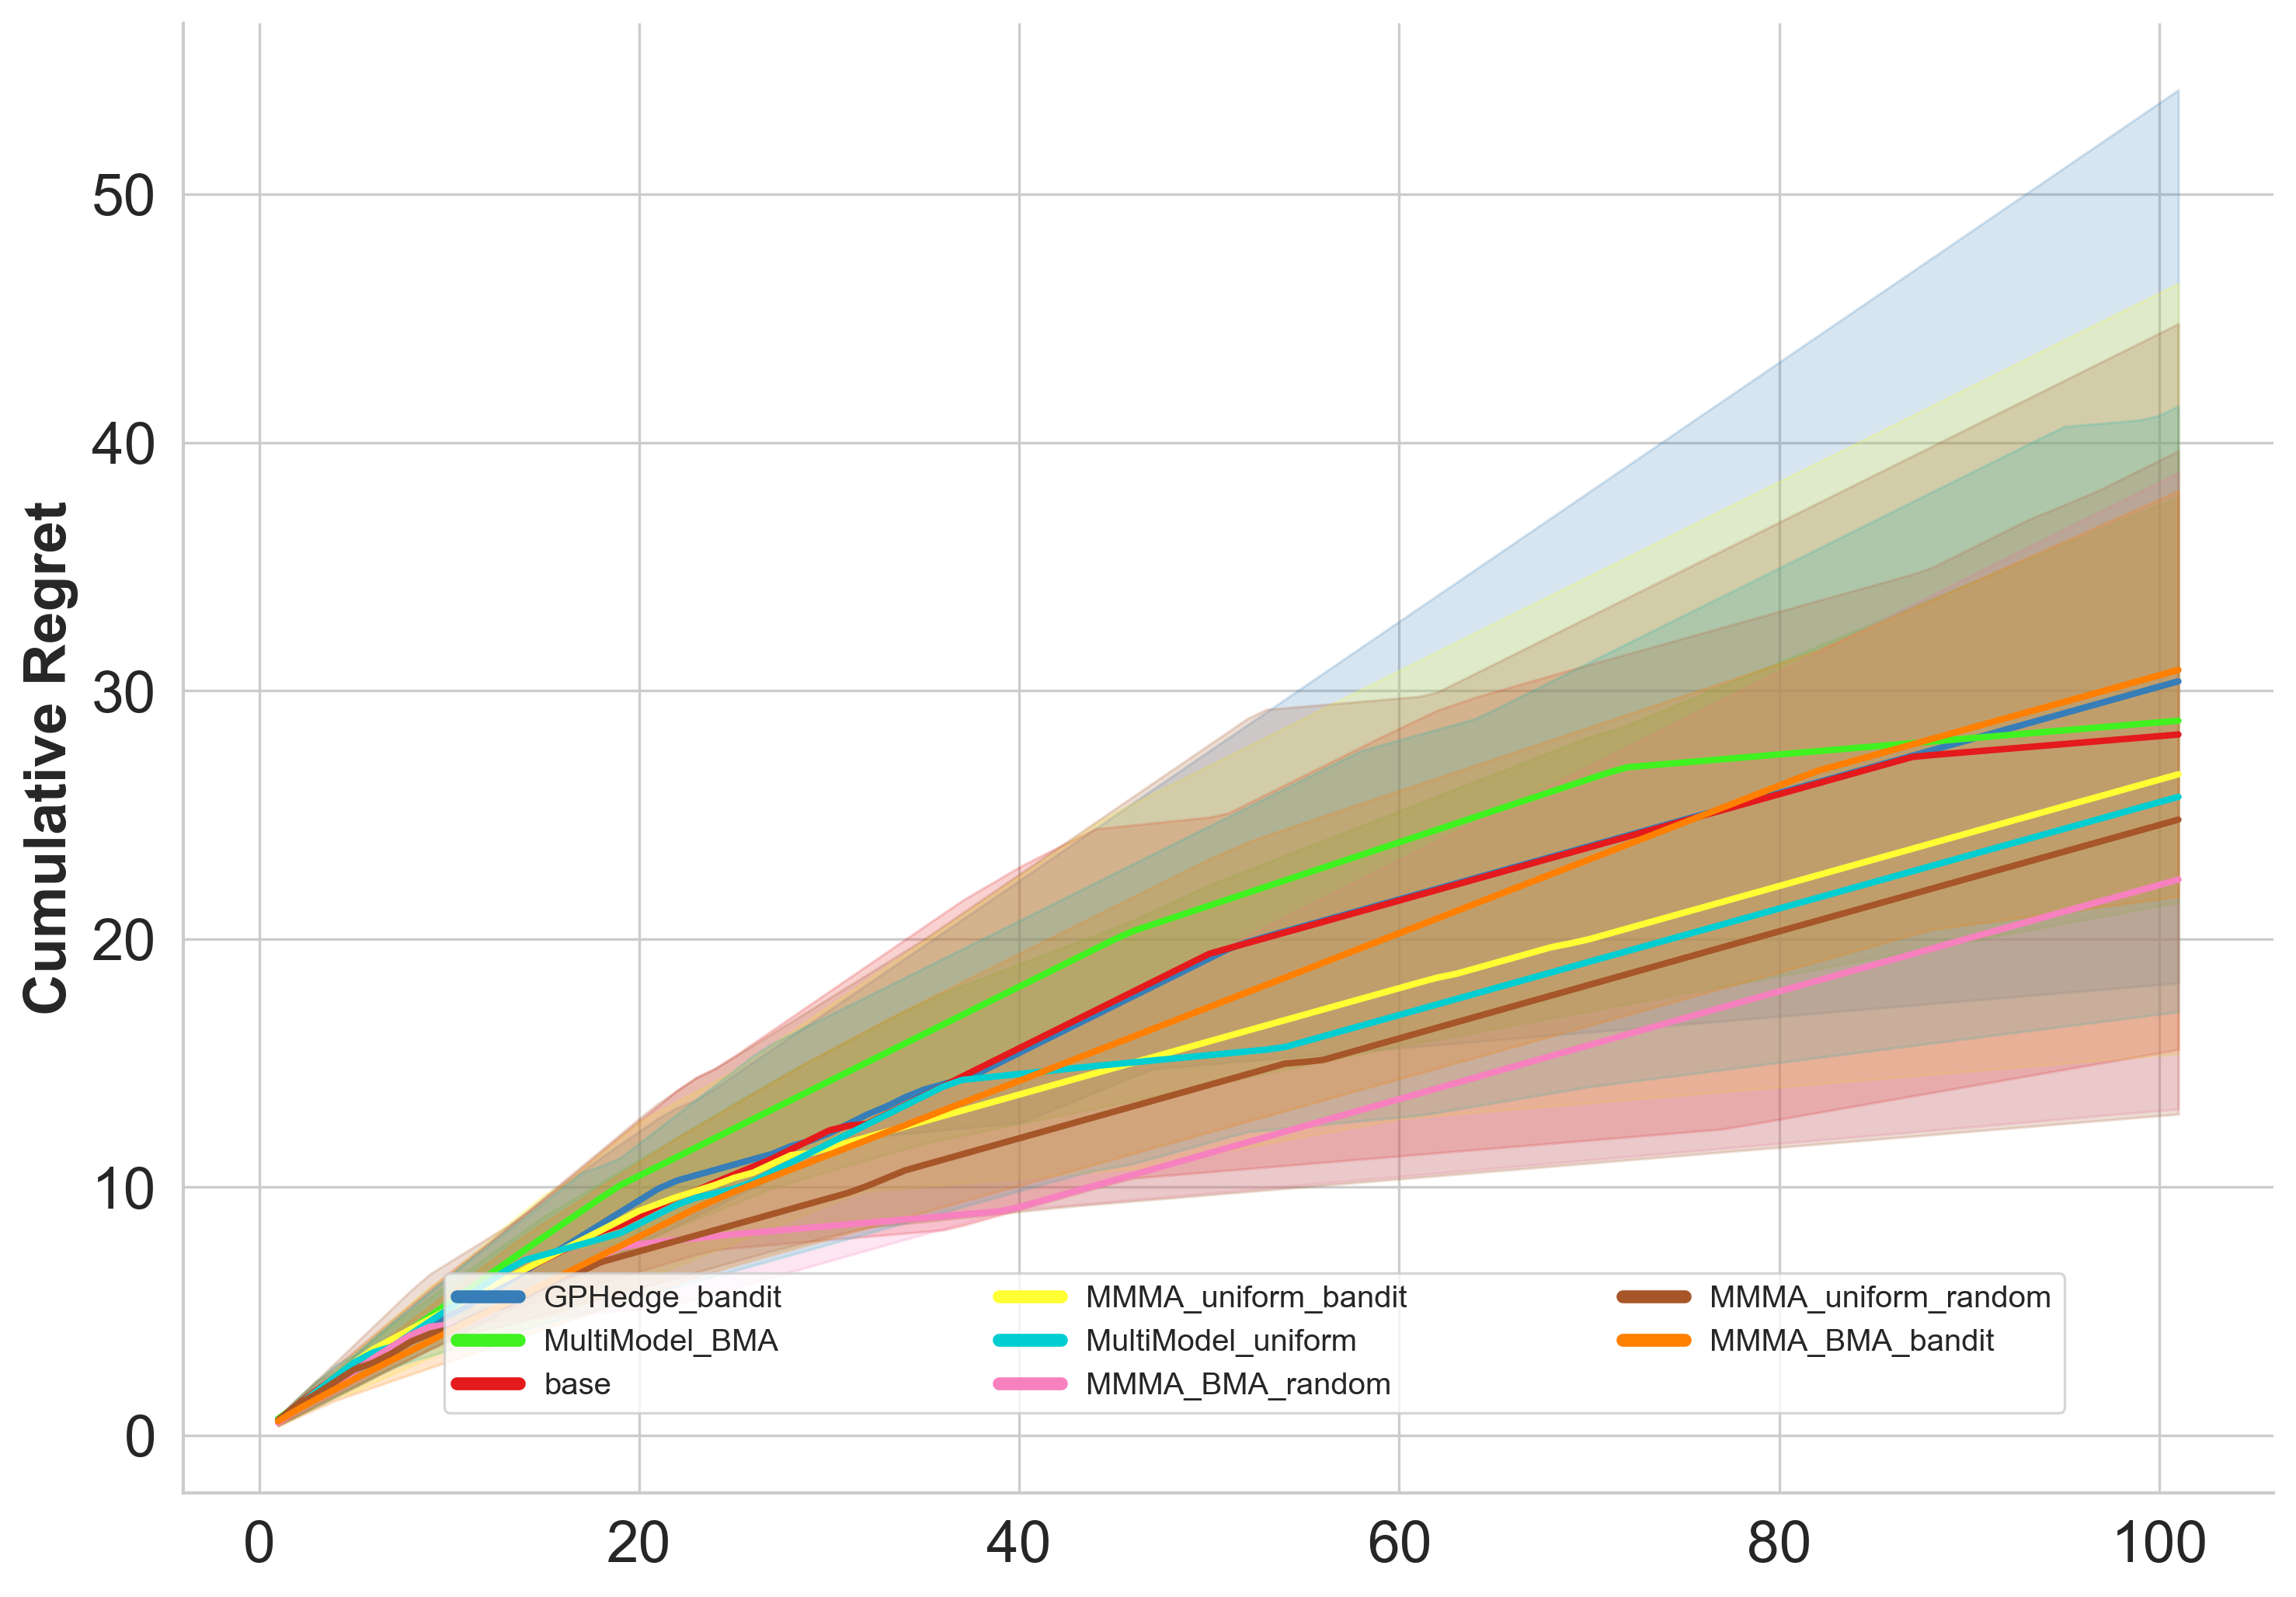 Cumulative Regret
50
40
30
20
10
0
0 20 40 60 80 100
GPHedge_bandit
MultiModel_BMA
base
MMMA_uniform_bandit
MultiModel_uniform
MMMA_BMA_random
MMMA_uniform_random
MMMA_BMA_bandit